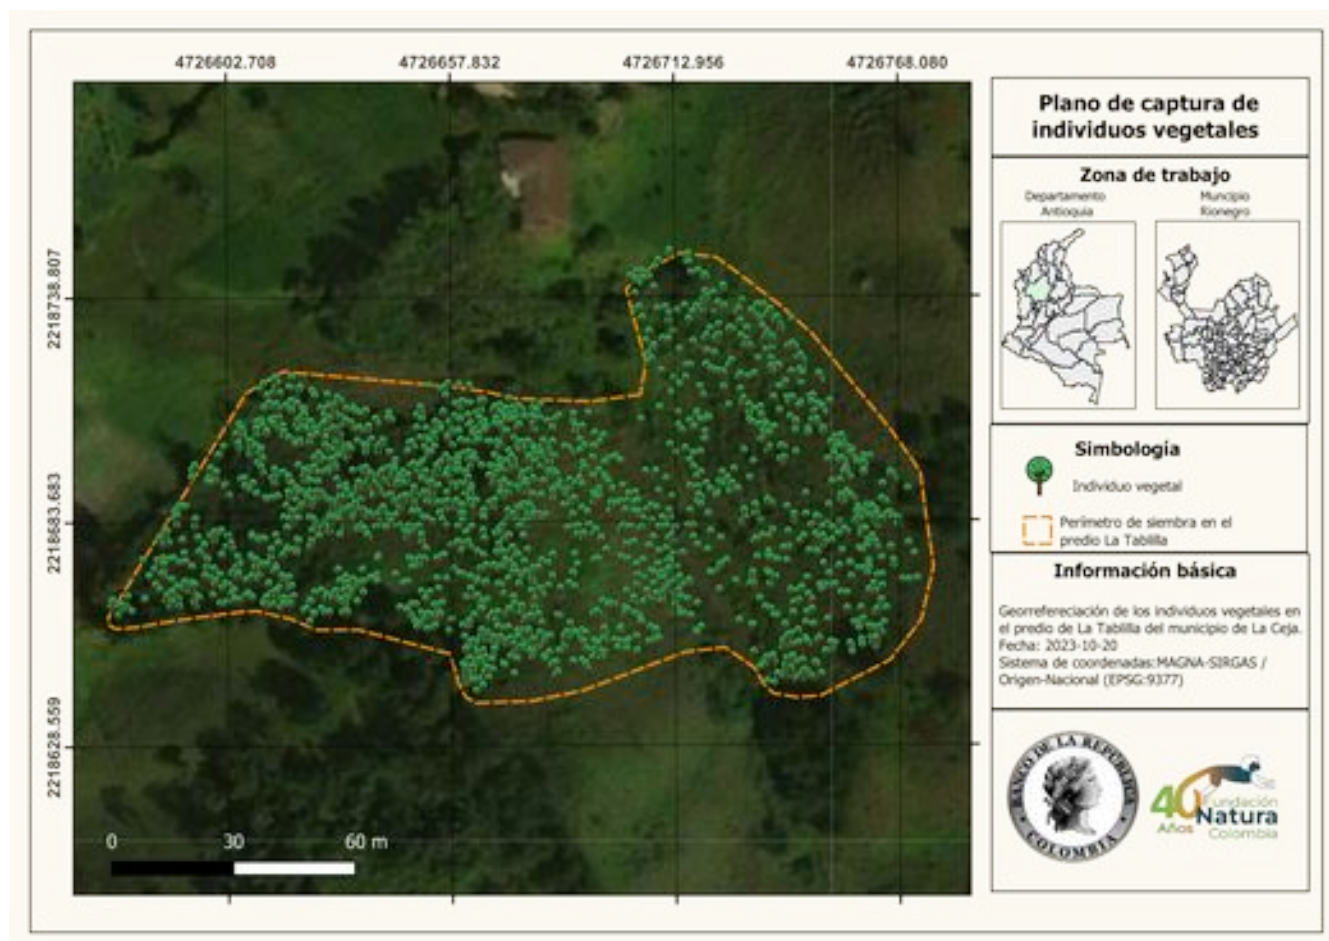 4726602.708 4726657.832 4726712.956 4726768.080
2218738.807
2218683.683
2218628.559
0 30 60 m
Plano de captura de
individuos vegetales
Zona de trabajo
Departamento
Antioquia
Muncipio
Rionegro
Simbología
Individuo vegetal
Perímetro de siembra en el
predio La Tablilla
Información básica
Georrefereciación de los individuos vegetales en
el predio de La Tablilla del municipio de La Ceja.
Fecha: 2023-10-20
Sistema de coordenadas:MAGNA-SIRGAS /
Origen-Nacional (EPSG:9377)
BANCO DE LA REPUBLICA
COLOMBIA
40
Años
Fundación
Natura
Colombia